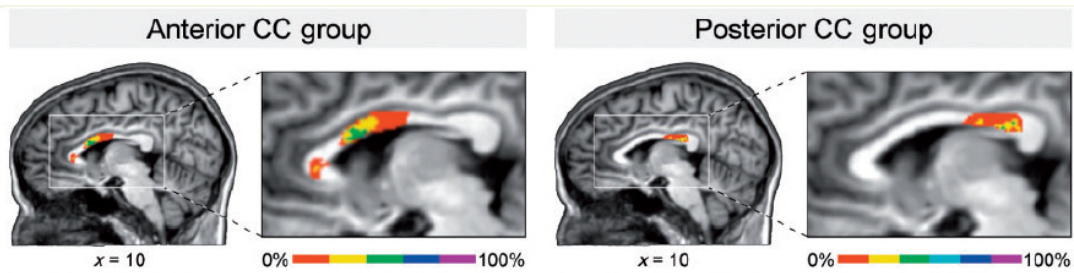 Anterior CC group
Posterior CC group
x = 10
0%
100%
x = 10
0%
100%